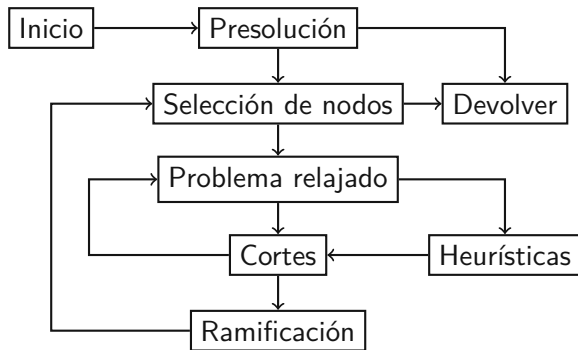 Inicio
Presolución
Selección de nodos
Devolver
Problema relajado
Cortes
Heurísticas
Ramificación